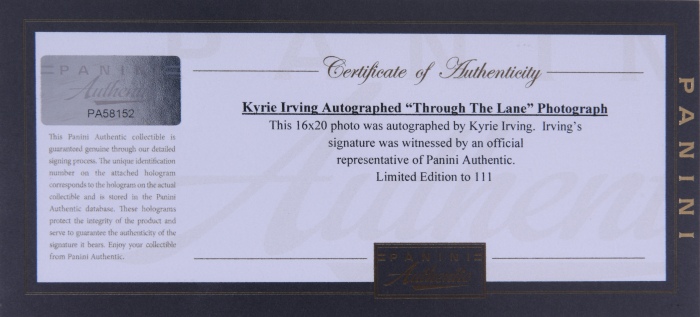 Certificate of Authenticity
PANINI
Authentic
PA58152
Kyrie Irving Autographed “Through The Lane” Photograph
This 16x20 photo was autographed by Kyrie Irving. Irving’s
signature was witnessed by an official
representative of Panini Authentic.
Limited Edition to 111
This Panini Authentic collectible is
guaranteed genuine through our detailed
signing process. The unique identification
number on the attached hologram
corresponds to the hologram on the actual
collectible and is stored in the Panini
Authentic database. These holograms
protect the integrity of the product and
serve to guarantee the authenticity of the
signature it bears. Enjoy your collectible
from Panini Authentic.
PANINI
Authentic
PANINI